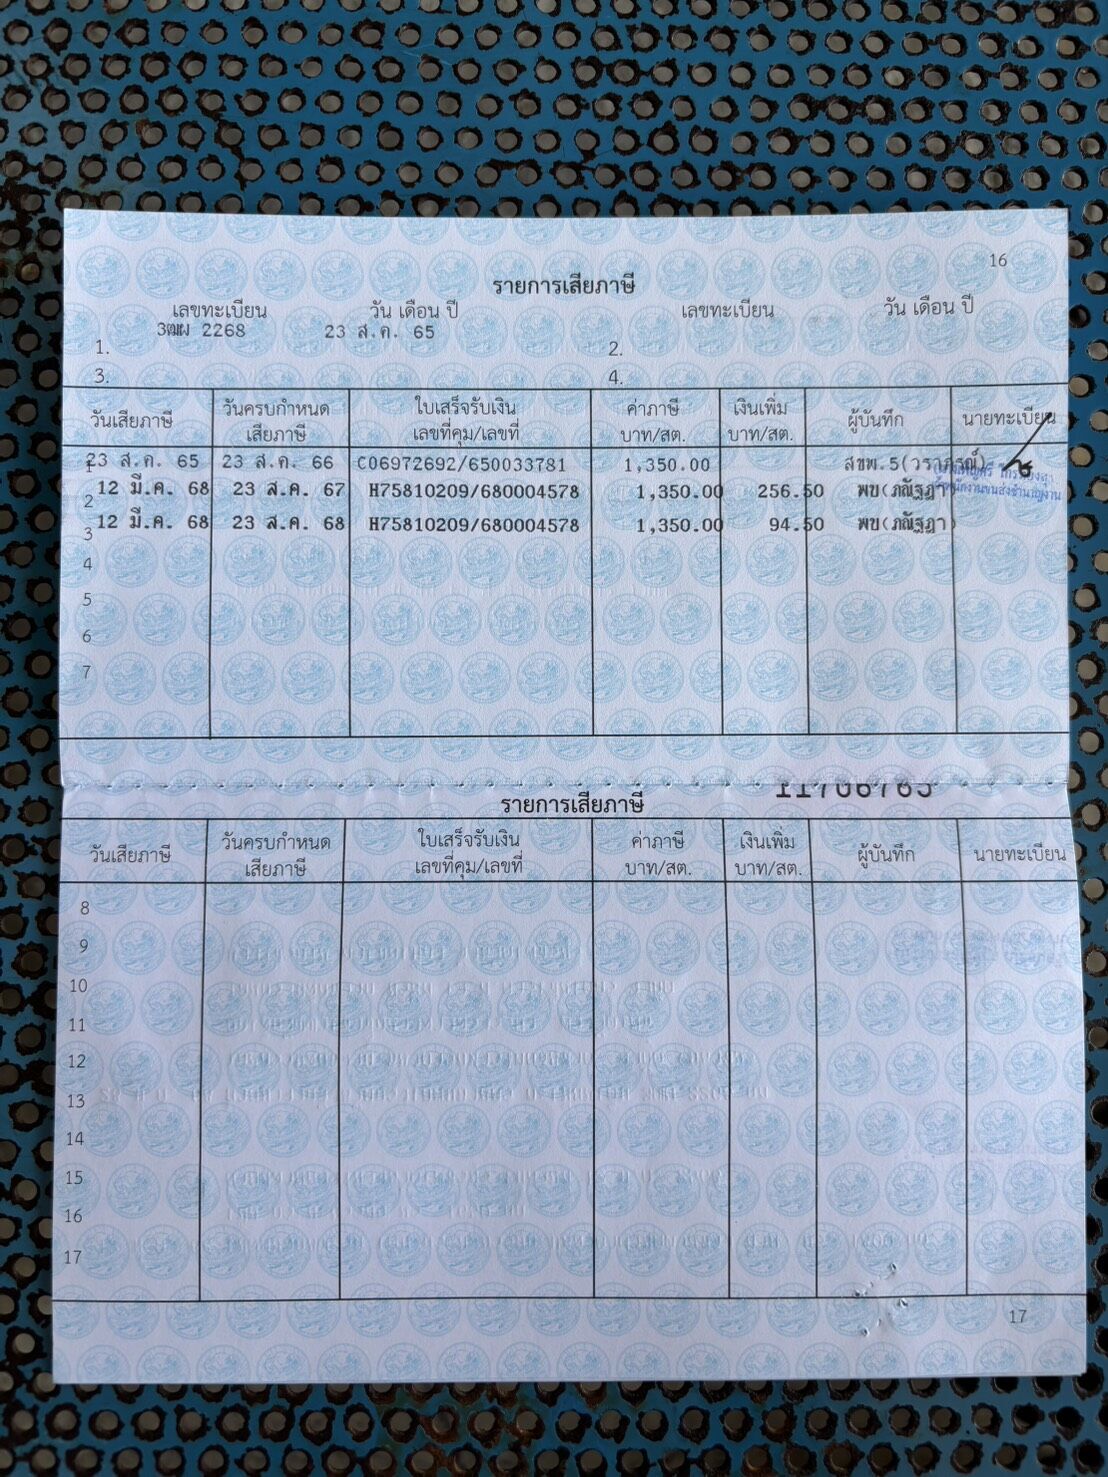 16
รายการเสียภาษี
เลขทะเบียน วัน เดือน ปี เลขทะเบียน วัน เดือน ปี
3ฒผ 2268 23 ส.ค. 65
1. 2.
3. 4.
วันเสียภาษี วันครบกำหนดเสียภาษี ใบเสร็จรับเงิน เลขที่คุม/เลขที่ ค่าภาษี บาท/สต. เงินเพิ่ม บาท/สต. ผู้บันทึก นายทะเบียน
1 23 ส.ค. 65 23 ส.ค. 66 C06972692/650033781 1,350.00 สขพ.5(วราภรณ์)
2 12 มี.ค. 68 23 ส.ค. 67 H75810209/680004578 1,350.00 256.50 พข(ภณัฐฎา)
3 12 มี.ค. 68 23 ส.ค. 68 H75810209/680004578 1,350.00 94.50 พข(ภณัฐฎา)
4
5
6
7
รายการเสียภาษี 11706765
วันเสียภาษี วันครบกำหนดเสียภาษี ใบเสร็จรับเงิน เลขที่คุม/เลขที่ ค่าภาษี บาท/สต. เงินเพิ่ม บาท/สต. ผู้บันทึก นายทะเบียน
8
9
10
11
12
13
14
15
16
17
17